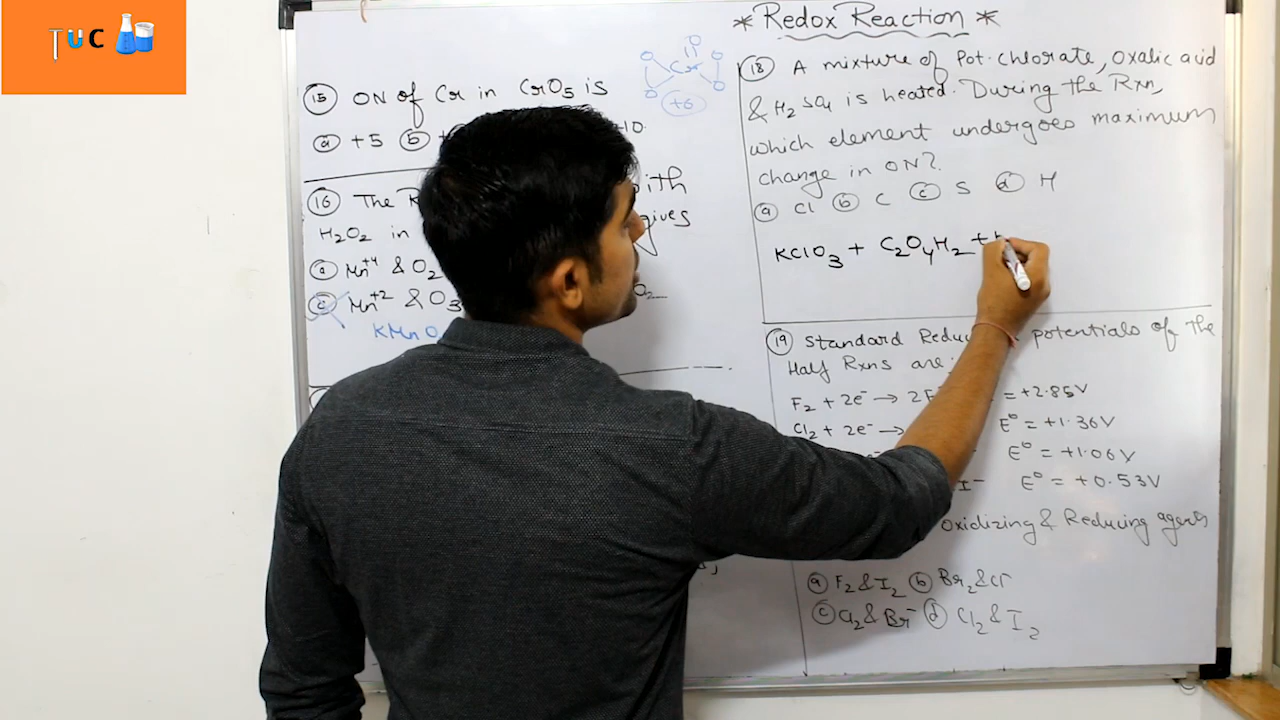 TUC
* Redox Reaction *
15 ON of Cr in CrO5 is
O O O Cr O O
+6
a +5 b +10
16 The with
H2O2 in gives
a Mn+4 & O2
c Mn+2 & O3 O2
KMnO
18 A mixture of Pot. chlorate, oxalic acid
& H2SO4 is heated. During the Rxn,
which element undergoes maximum
change in ON?
a Cl b C c S d H
KClO3 + C2O4H2 +
19 Standard potentials of the
Half Rxns are:
F2 + 2e- → = +2.85V
Cl2 + 2e- → E° = +1.36V
E° = +1.06V
I- E° = +0.53V
oxidizing & Reducing agents
a F2 & I2 b Br2 & Cl-
c Cl2 & Br- d Cl2 & I2